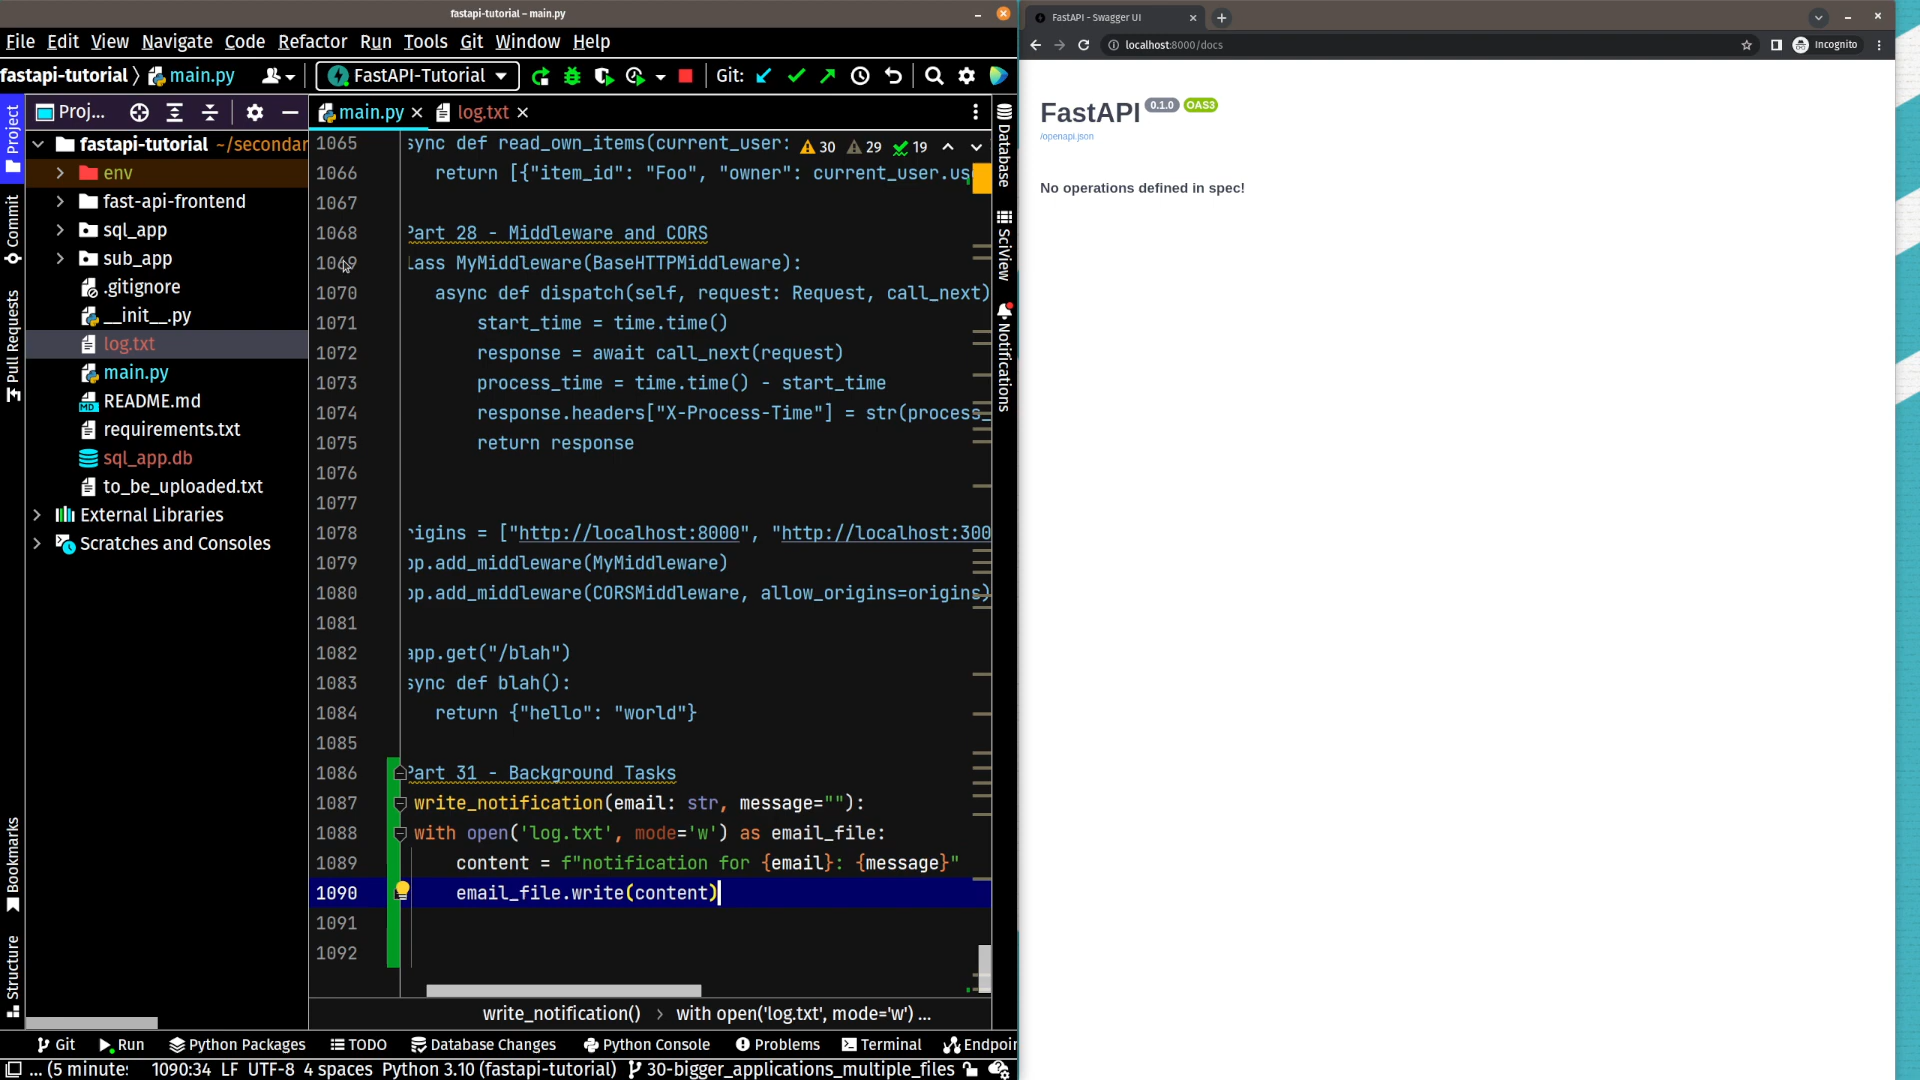 fastapi-tutorial – main.py
File Edit View Navigate Code Refactor Run Tools Git Window Help
fastapi-tutorial main.py FastAPI-Tutorial Git:
Project
Commit
Pull Requests
Bookmarks
Structure
Proj...
fastapi-tutorial ~/secondar
env
fast-api-frontend
sql_app
sub_app
.gitignore
__init__.py
log.txt
main.py
README.md
requirements.txt
sql_app.db
to_be_uploaded.txt
External Libraries
Scratches and Consoles
main.py log.txt
30 29 19
1065 sync def read_own_items(current_user:
1066 return [{"item_id": "Foo", "owner": current_user.us
1067
1068 Part 28 - Middleware and CORS
1069 lass MyMiddleware(BaseHTTPMiddleware):
1070 async def dispatch(self, request: Request, call_next)
1071 start_time = time.time()
1072 response = await call_next(request)
1073 process_time = time.time() - start_time
1074 response.headers["X-Process-Time"] = str(process_
1075 return response
1076
1077
1078 rigins = ["http://localhost:8000", "http://localhost:300
1079 pp.add_middleware(MyMiddleware)
1080 pp.add_middleware(CORSMiddleware, allow_origins=origins)
1081
1082 app.get("/blah")
1083 sync def blah():
1084 return {"hello": "world"}
1085
1086 Part 31 - Background Tasks
1087 write_notification(email: str, message=""):
1088 with open('log.txt', mode='w') as email_file:
1089 content = f"notification for {email}: {message}"
1090 email_file.write(content)
1091
1092
write_notification() › with open('log.txt', mode='w') ...
Database
SciView
Notifications
Git Run Python Packages TODO Database Changes Python Console Problems Terminal Endpoin
... (5 minute: 1090:34 LF UTF-8 4 spaces Python 3.10 (fastapi-tutorial) 30-bigger_applications_multiple_files
FastAPI - Swagger UI
localhost:8000/docs Incognito
FastAPI 0.1.0 OAS3
/openapi.json
No operations defined in spec!